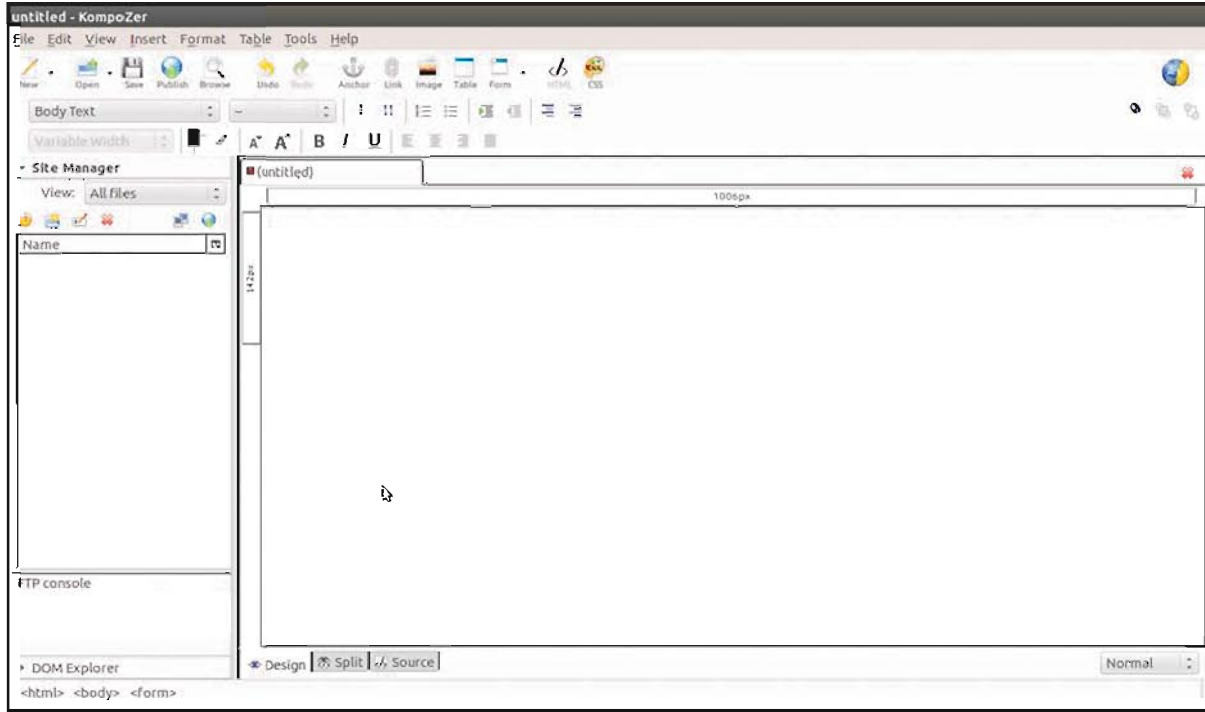 untitled - KompoZer
File Edit View Insert Format Table Tools Help
New Open Save Publish Browse Undo Redo Anchor Link Image Table Form HTML CSS
Body Text
Variable Width A A B I U
Site Manager
(untitled)
View: All files
1006px
Name
142px
FTP console
DOM Explorer
Design Split Source Normal
<html> <body> <form>